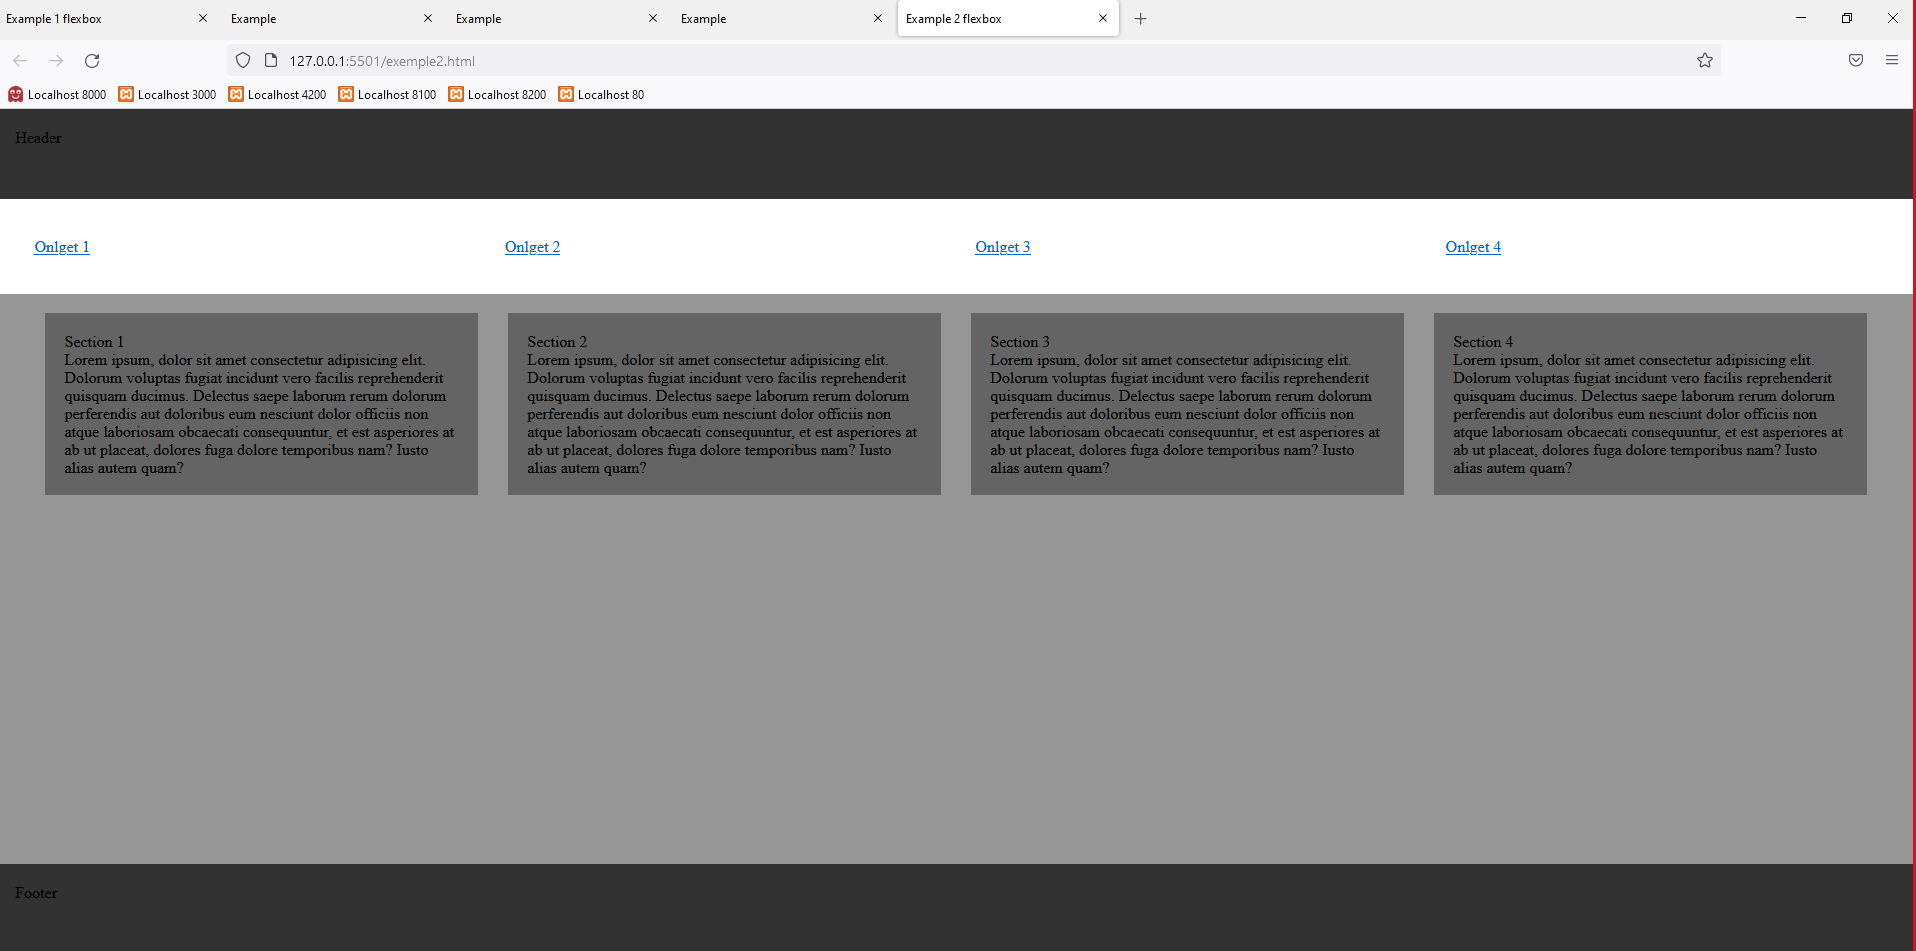 Example 1 flexbox
Example
Example
Example
Example 2 flexbox
127.0.0.1:5501/exemple2.html
Localhost 8000 Localhost 3000 Localhost 4200 Localhost 8100 Localhost 8200 Localhost 80
Header
Onlget 1
Onlget 2
Onlget 3
Onlget 4
Section 1
Lorem ipsum, dolor sit amet consectetur adipisicing elit.
Dolorum voluptas fugiat incidunt vero facilis reprehenderit
quisquam ducimus. Delectus saepe laborum rerum dolorum
perferendis aut doloribus eum nesciunt dolor officiis non
atque laboriosam obcaecati consequuntur, et est asperiores at
ab ut placeat, dolores fuga dolore temporibus nam? Iusto
alias autem quam?
Section 2
Lorem ipsum, dolor sit amet consectetur adipisicing elit.
Dolorum voluptas fugiat incidunt vero facilis reprehenderit
quisquam ducimus. Delectus saepe laborum rerum dolorum
perferendis aut doloribus eum nesciunt dolor officiis non
atque laboriosam obcaecati consequuntur, et est asperiores at
ab ut placeat, dolores fuga dolore temporibus nam? Iusto
alias autem quam?
Section 3
Lorem ipsum, dolor sit amet consectetur adipisicing elit.
Dolorum voluptas fugiat incidunt vero facilis reprehenderit
quisquam ducimus. Delectus saepe laborum rerum dolorum
perferendis aut doloribus eum nesciunt dolor officiis non
atque laboriosam obcaecati consequuntur, et est asperiores at
ab ut placeat, dolores fuga dolore temporibus nam? Iusto
alias autem quam?
Section 4
Lorem ipsum, dolor sit amet consectetur adipisicing elit.
Dolorum voluptas fugiat incidunt vero facilis reprehenderit
quisquam ducimus. Delectus saepe laborum rerum dolorum
perferendis aut doloribus eum nesciunt dolor officiis non
atque laboriosam obcaecati consequuntur, et est asperiores at
ab ut placeat, dolores fuga dolore temporibus nam? Iusto
alias autem quam?
Footer